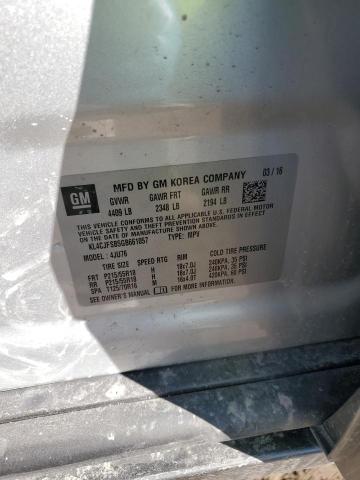 GM
MFD BY GM KOREA COMPANY 03/16
GVWR GAWR FRT GAWR RR
4409 LB 2348 LB 2194 LB
THIS VEHICLE CONFORMS TO ALL APPLICABLE U.S. FEDERAL MOTOR
VEHICLE SAFETY, BUMPER, AND THEFT PREVENTION STANDARDS IN
EFFECT ON THE DATE OF MANUFACTURE SHOWN ABOVE.
KL4CJFSB5GB661857 TYPE: MPV
MODEL: 4JU76
TIRE SIZE SPEED RTG RIM COLD TIRE PRESSURE
FRT P215/55R18 H 18x7.0J 240KPA, 35 PSI
RR P215/55R18 H 18x7.0J 240KPA, 35 PSI
SPA T125/70R16 M 16x4.0T 420KPA, 60 PSI
SEE OWNER'S MANUAL FOR ADDITIONAL INFORMATION